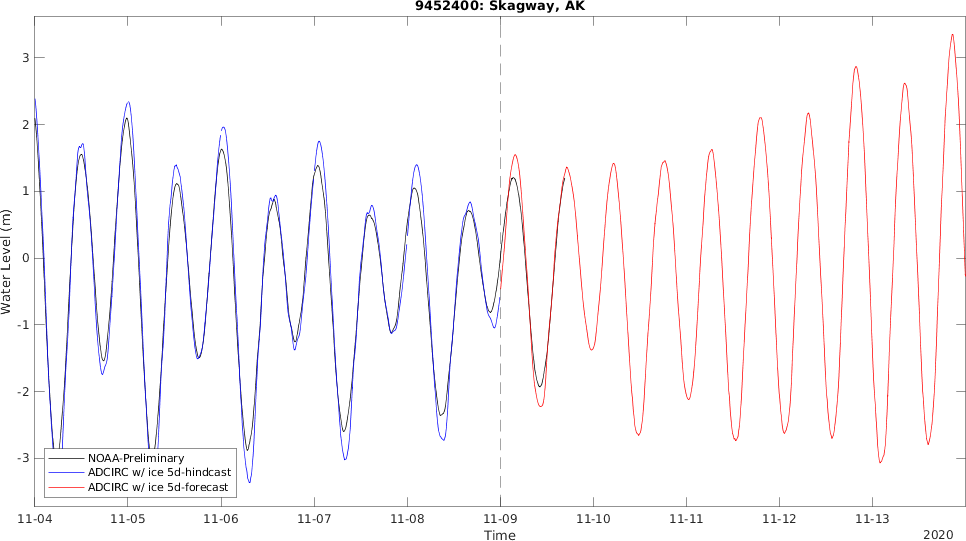 9452400: Skagway, AK
Water Level (m)
3
2
1
0
-1
-2
-3
NOAA-Preliminary
ADCIRC w/ ice 5d-hindcast
ADCIRC w/ ice 5d-forecast
11-04 11-05 11-06 11-07 11-08 11-09 11-10 11-11 11-12 11-13
Time
2020